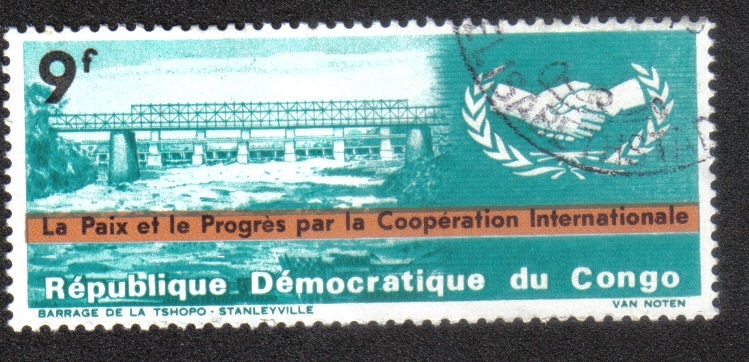 9f
La Paix et le Progrès par la Coopération Internationale
République Démocratique du Congo
BARRAGE DE LA TSHOPO · STANLEYVILLE
VAN NOTEN